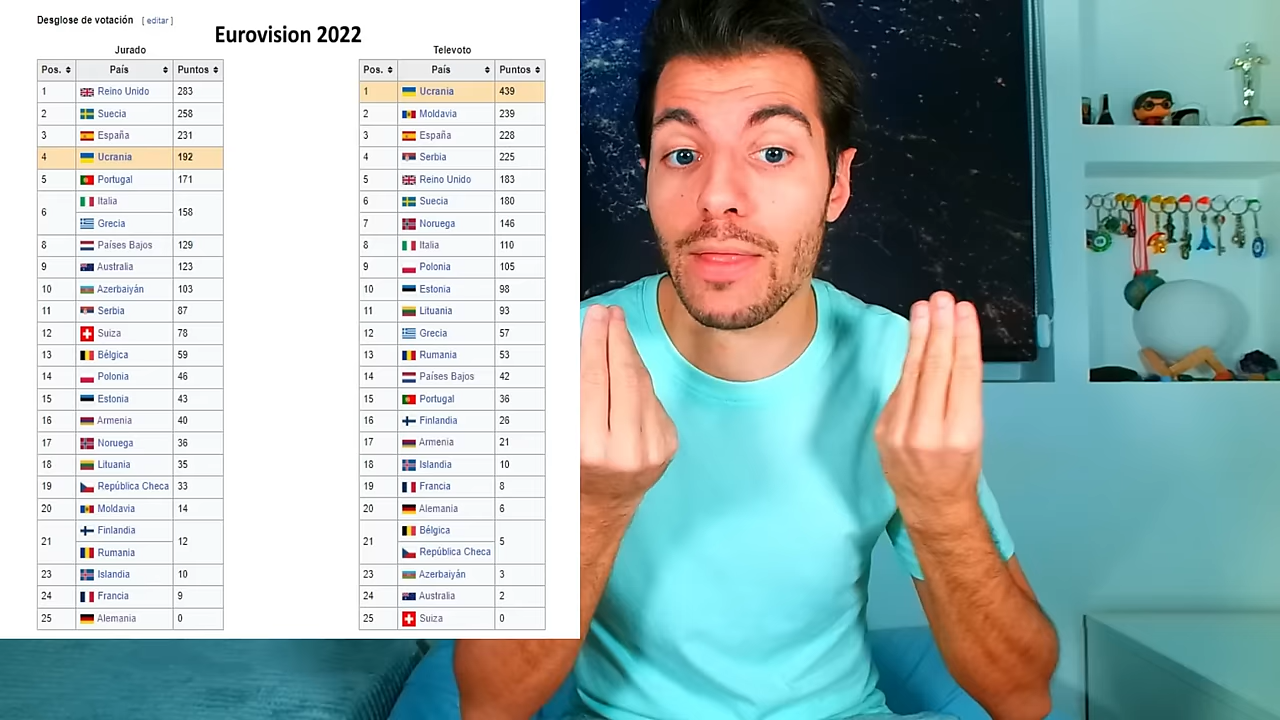 Desglose de votación [ editar ]
Eurovision 2022
Jurado
Pos. País Puntos
1 Reino Unido 283
2 Suecia 258
3 España 231
4 Ucrania 192
5 Portugal 171
6 Italia 158
Grecia
8 Países Bajos 129
9 Australia 123
10 Azerbaiyán 103
11 Serbia 87
12 Suiza 78
13 Bélgica 59
14 Polonia 46
15 Estonia 43
16 Armenia 40
17 Noruega 36
18 Lituania 35
19 República Checa 33
20 Moldavia 14
21 Finlandia 12
Rumania
23 Islandia 10
24 Francia 9
25 Alemania 0
Televoto
Pos. País Puntos
1 Ucrania 439
2 Moldavia 239
3 España 228
4 Serbia 225
5 Reino Unido 183
6 Suecia 180
7 Noruega 146
8 Italia 110
9 Polonia 105
10 Estonia 98
11 Lituania 93
12 Grecia 57
13 Rumania 53
14 Países Bajos 42
15 Portugal 36
16 Finlandia 26
17 Armenia 21
18 Islandia 10
19 Francia 8
20 Alemania 6
21 Bélgica 5
República Checa
23 Azerbaiyán 3
24 Australia 2
25 Suiza 0